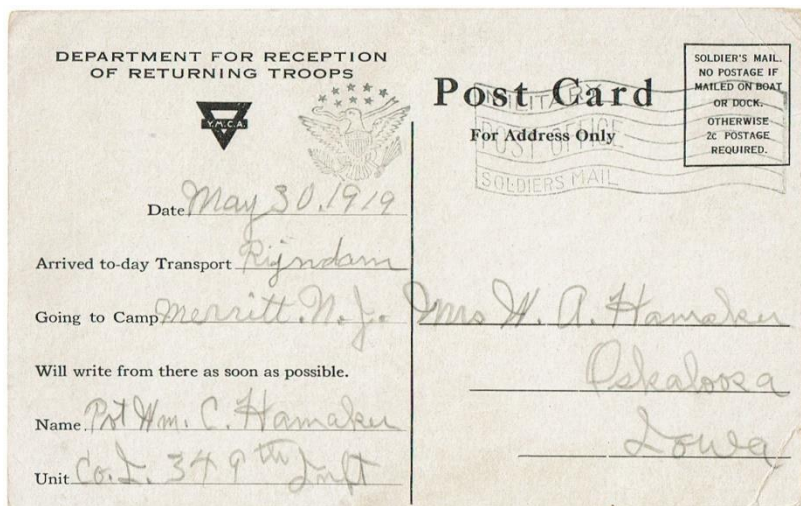 DEPARTMENT FOR RECEPTION
OF RETURNING TROOPS
Y.M.C.A.
Date May 30. 1919
Arrived to-day Transport Rijndam
Going to Camp Merritt. N. J.
Will write from there as soon as possible.
Name Pvt Wm. C. Hamaker
Unit Co. I. 349th Inft
Post Card
For Address Only
MILITARY
POST OFFICE
SOLDIERS MAIL
SOLDIER'S MAIL.
NO POSTAGE IF
MAILED ON BOAT
OR DOCK.
OTHERWISE
2c POSTAGE
REQUIRED.
Mrs W. A. Hamaker
Oskaloosa
Iowa